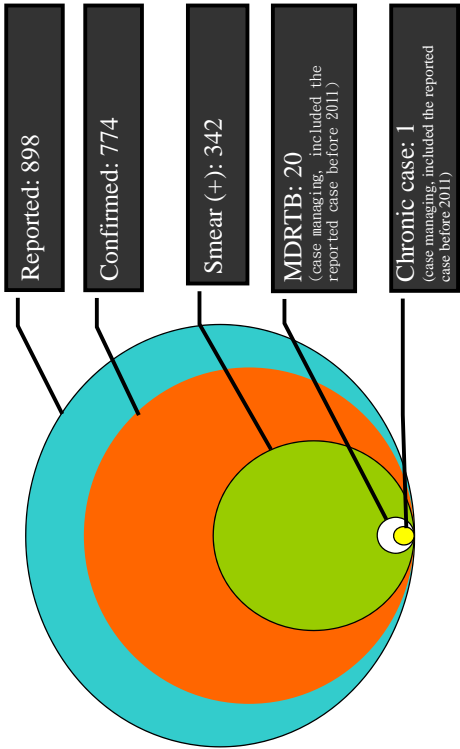 Reported: 898
Confirmed: 774
Smear (+): 342
MDRTB: 20
(case managing, included the
reported case before 2011)
Chronic case: 1
(case managing, included the reported
case before 2011)